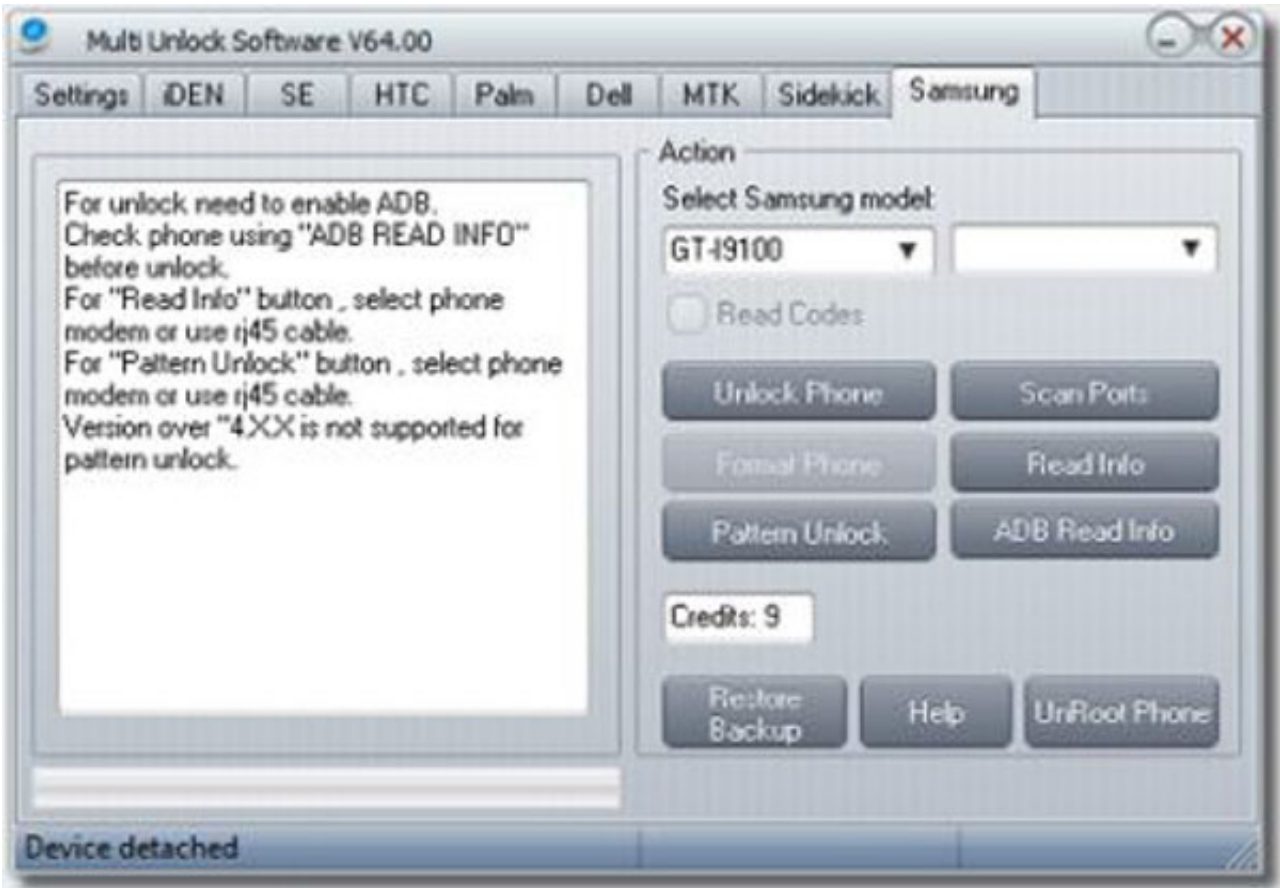 Multi Unlock Software V64.00
Settings iDEN SE HTC Palm Dell MTK Sidekick Samsung
For unlock need to enable ADB.
Check phone using "ADB READ INFO"
before unlock.
For "Read Info" button , select phone
modem or use rj45 cable.
For "Pattern Unlock" button , select phone
modem or use rj45 cable.
Version over "4.XX is not supported for
pattern unlock.
Action
Select Samsung model:
GT-I9100
Read Codes
Unlock Phone Scan Ports
Format Phone Read Info
Pattern Unlock ADB Read Info
Credits: 9
Restore
Backup
Help
UnRoot Phone
Device detached